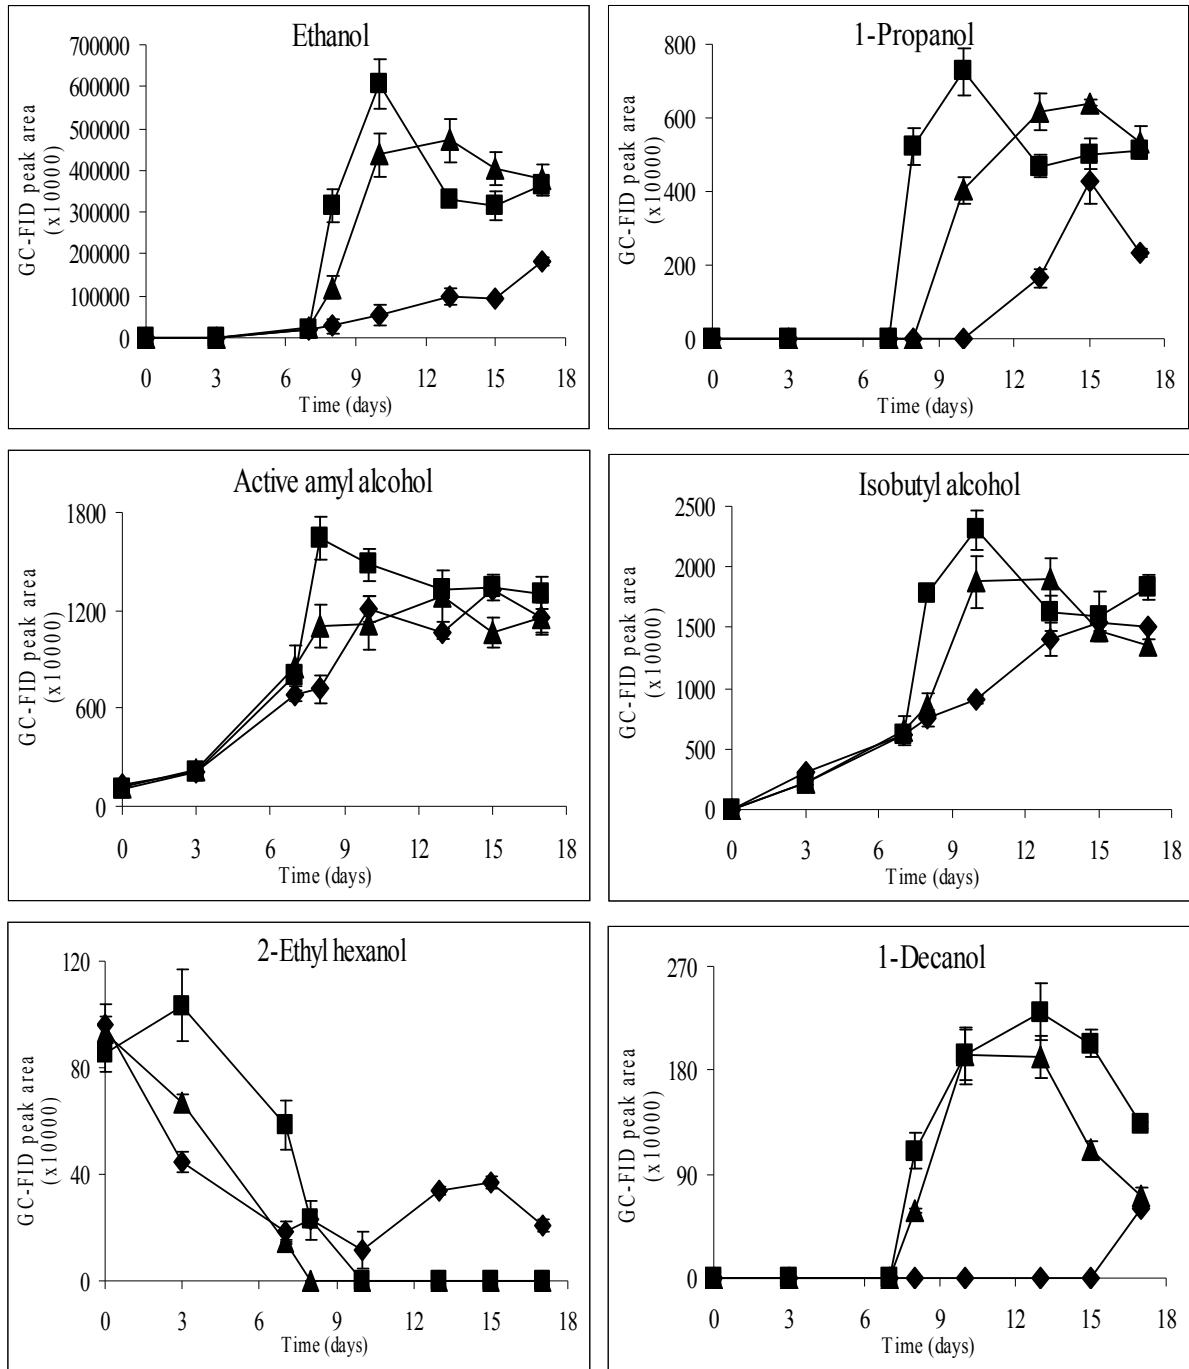 Ethanol
700000
600000
500000
400000
300000
200000
100000
0
GC-FID peak area
(x10000)
0 3 6 9 12 15 18
Time (days)
1-Propanol
800
600
400
200
0
GC-FID peak area
(x10000)
0 3 6 9 12 15 18
Time (days)
Active amyl alcohol
1800
1200
600
0
GC-FID peak area
(x10000)
0 3 6 9 12 15 18
Time (days)
Isobutyl alcohol
2500
2000
1500
1000
500
0
GC-FID peak area
(x10000)
0 3 6 9 12 15 18
Time (days)
2-Ethyl hexanol
120
80
40
0
GC-FID peak area
(x10000)
0 3 6 9 12 15 18
Time (days)
1-Decanol
270
180
90
0
GC-FID peak area
(x10000)
0 3 6 9 12 15 18
Time (days)